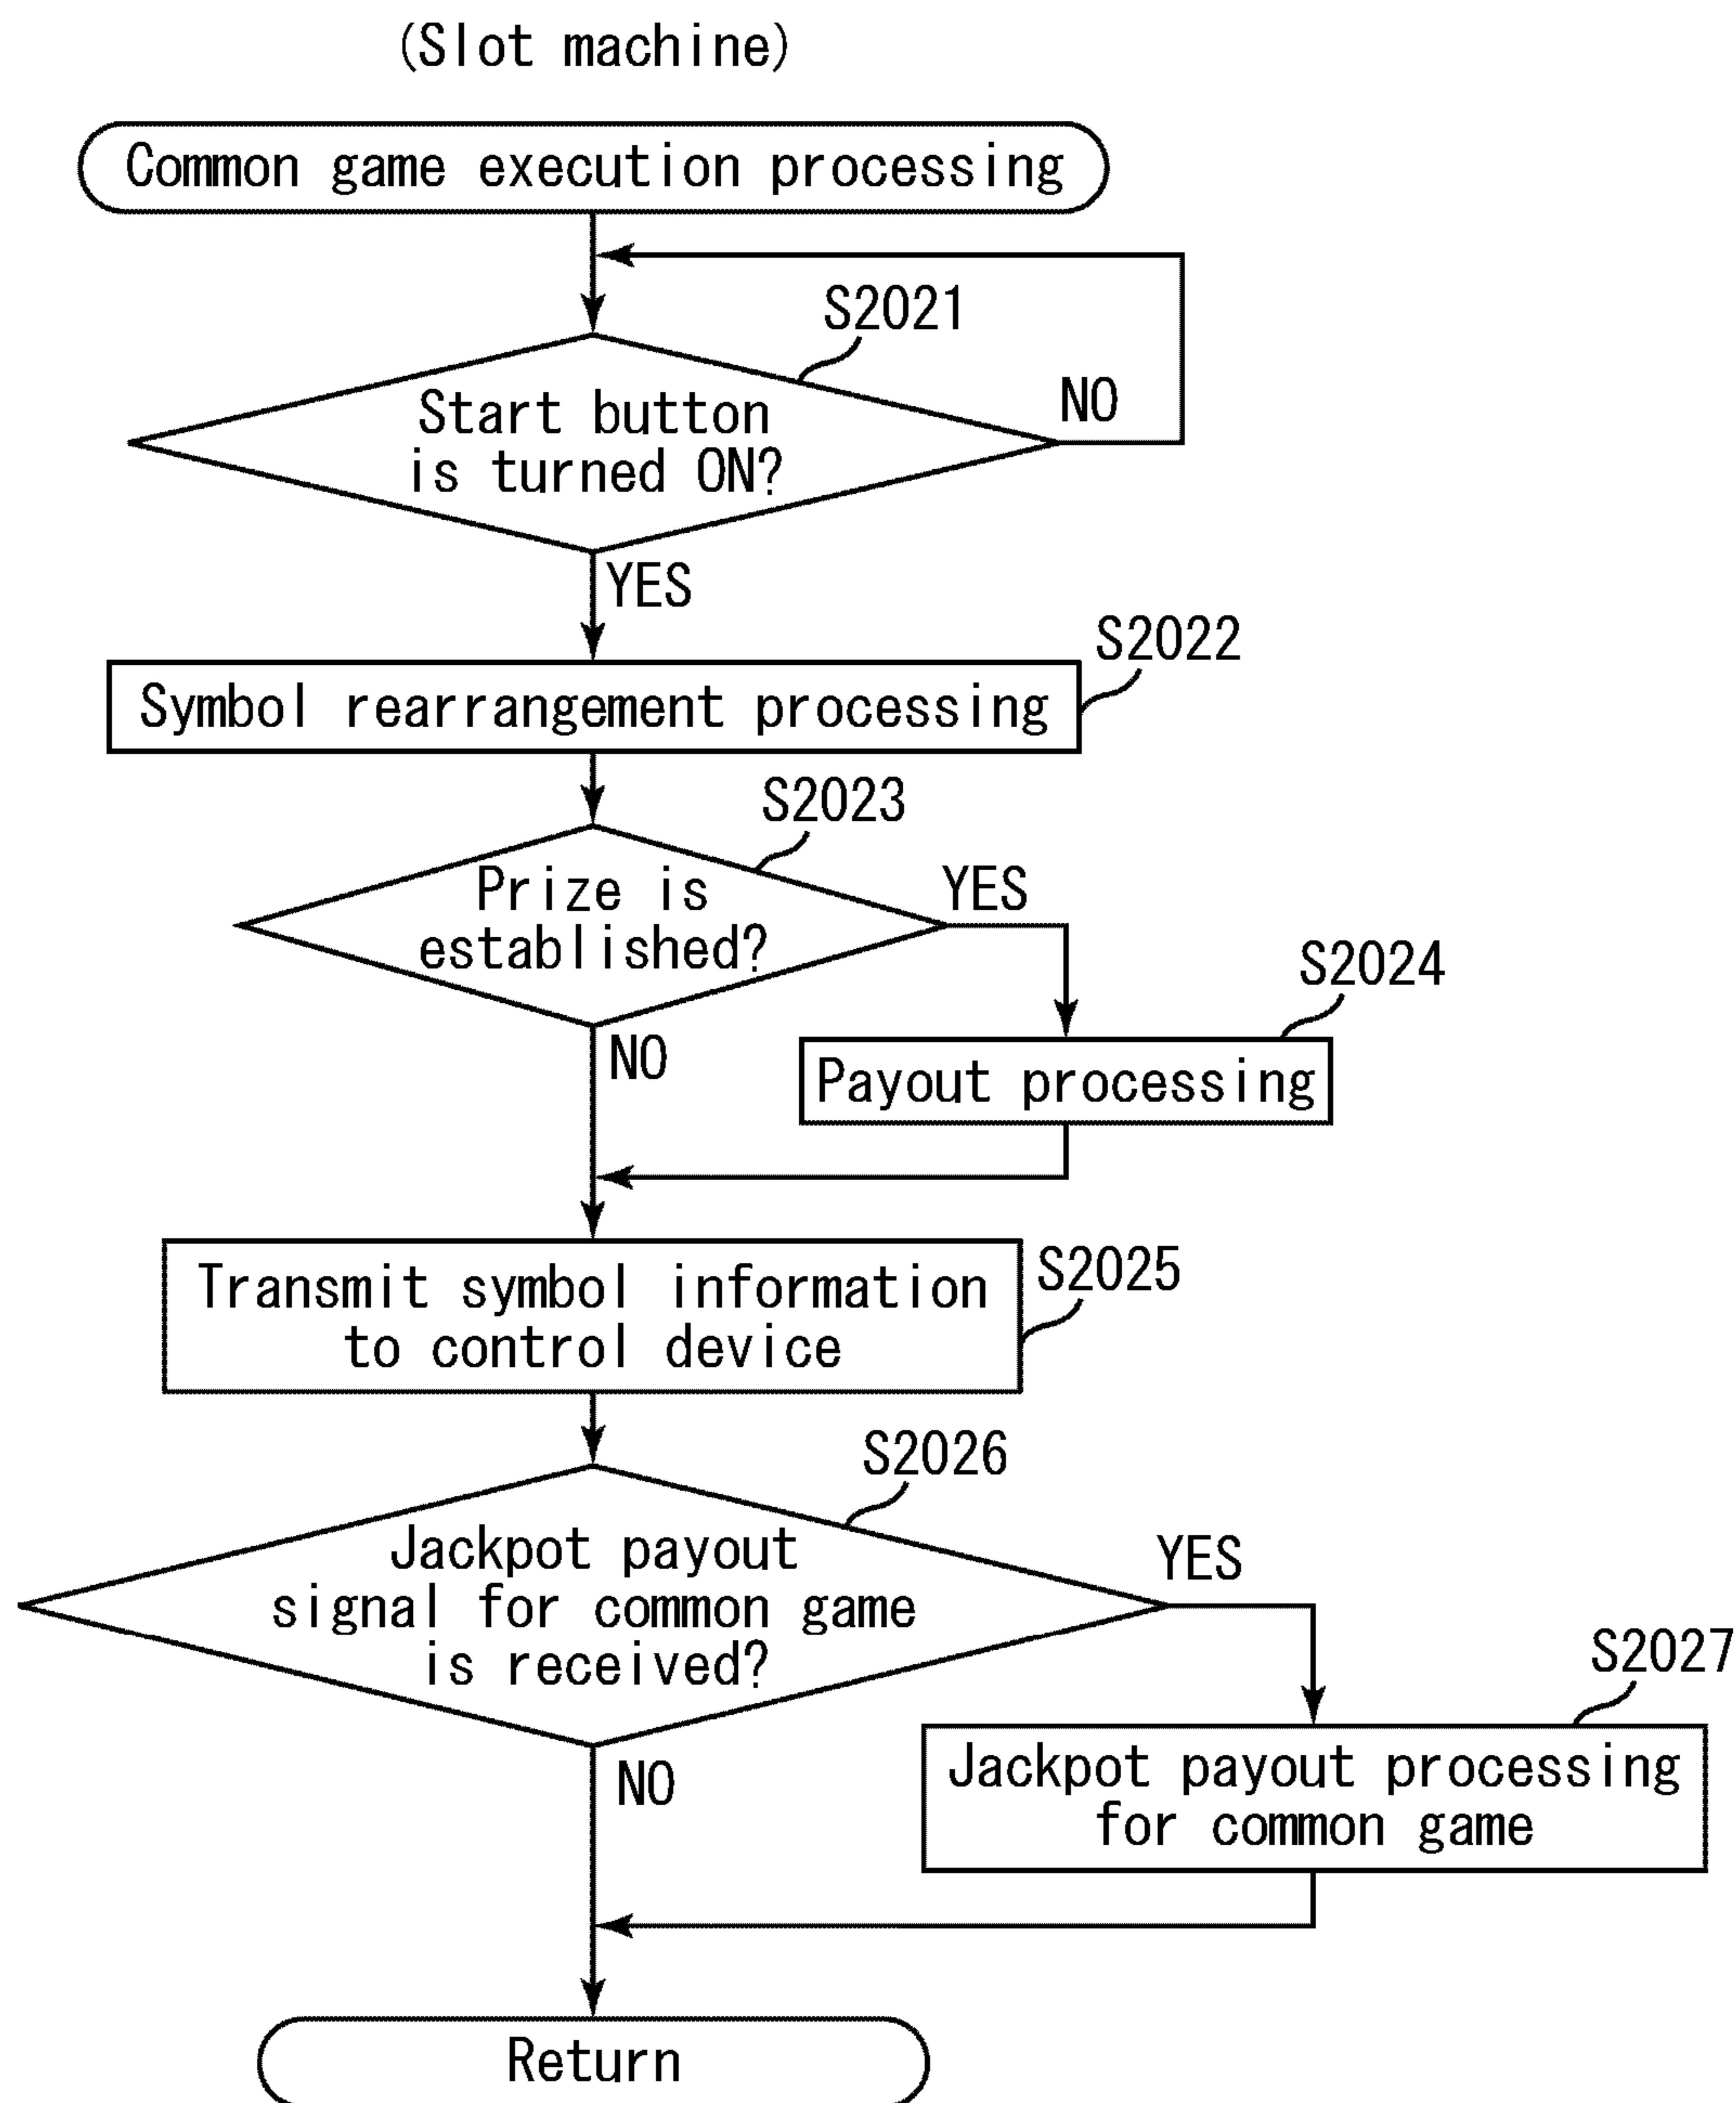 (Slot machine)
Common game execution processing
S2021
Start button
is turned ON?
NO
YES
S2022
Symbol rearrangement processing
S2023
Prize is
established?
YES
NO
S2024
Payout processing
Transmit symbol information
to control device
S2025
S2026
Jackpot payout
signal for common game
is received?
YES
NO
S2027
Jackpot payout processing
for common game
Return